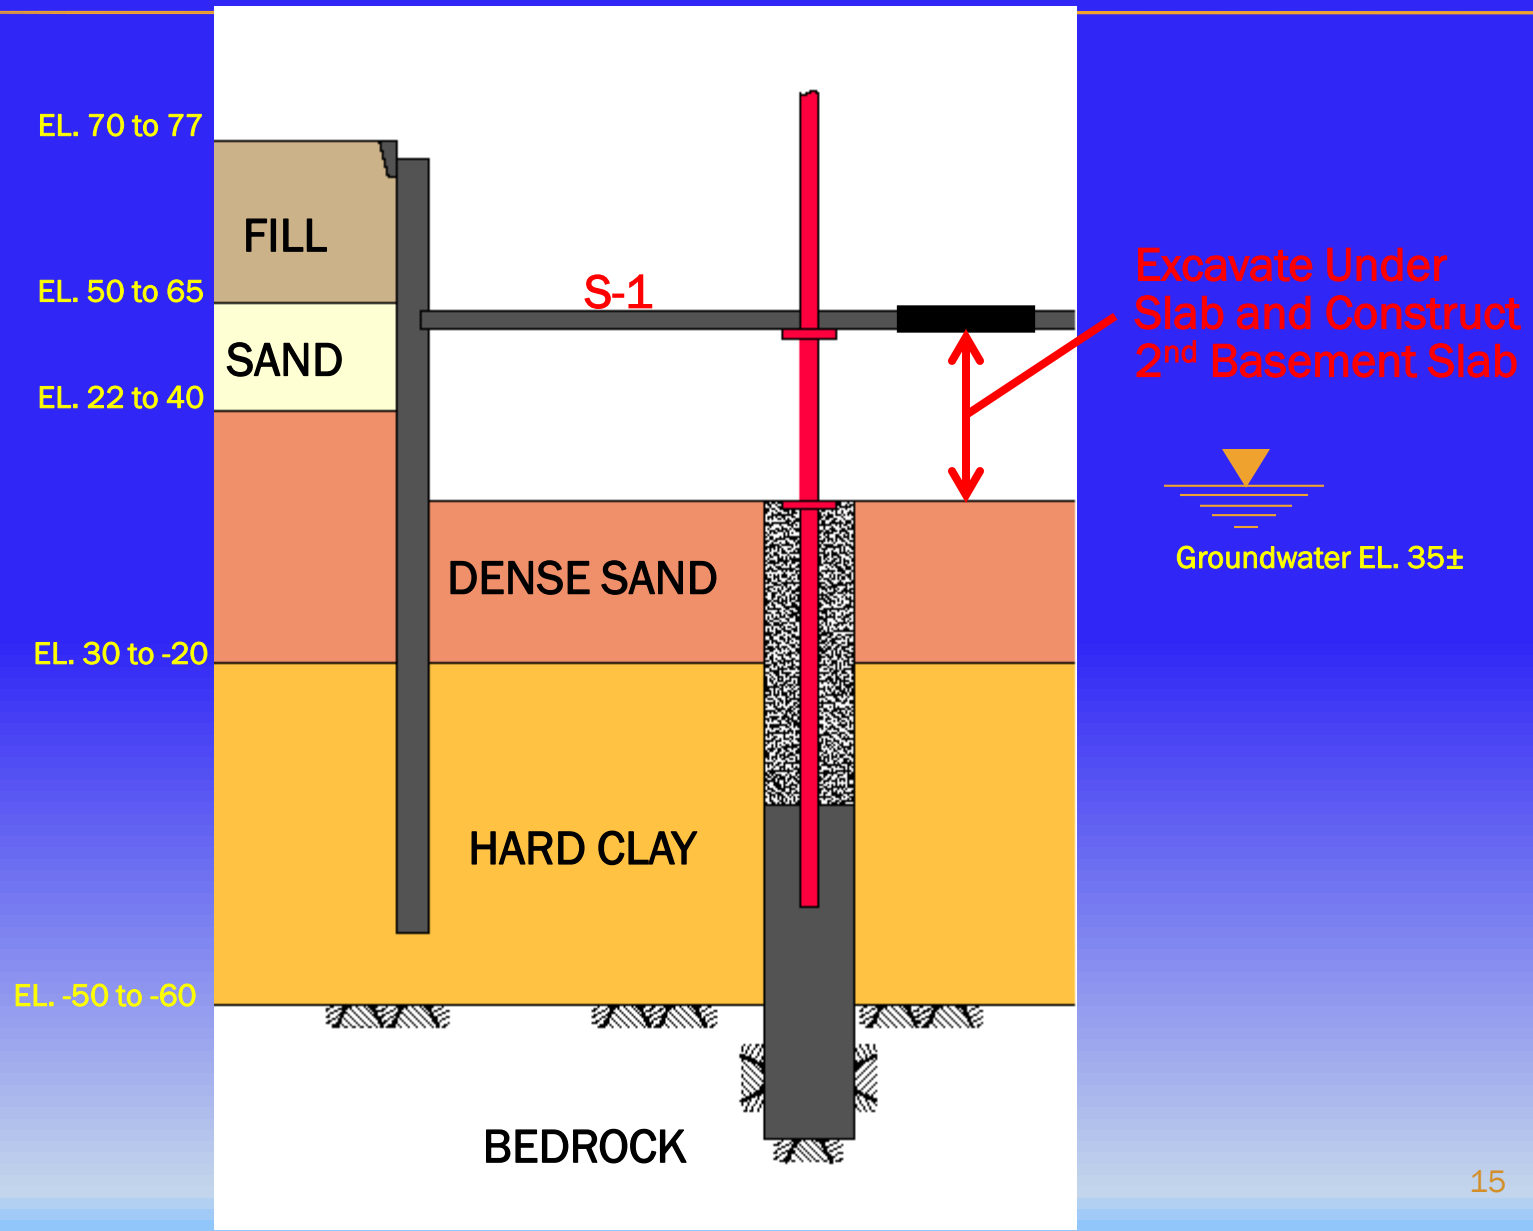 EL. 70 to 77
FILL
EL. 50 to 65
S-1
Excavate Under
Slab and Construct
2nd Basement Slab
SAND
EL. 22 to 40
Groundwater EL. 35±
DENSE SAND
EL. 30 to -20
HARD CLAY
EL. -50 to -60
BEDROCK
15